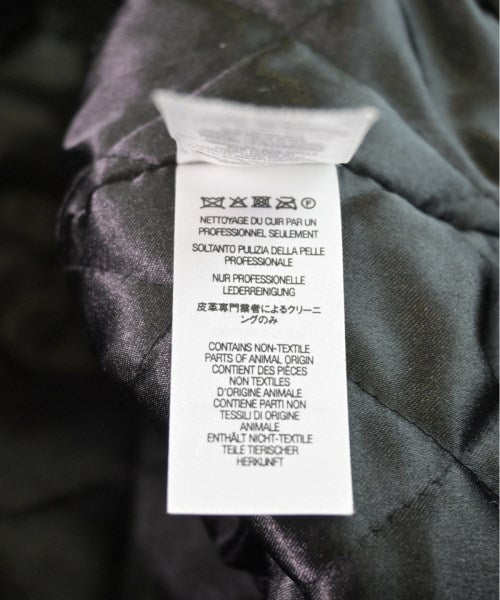 NETTOYAGE DU CUIR PAR UN
PROFESSIONNEL SEULEMENT
SOLTANTO PULIZIA DELLA PELLE
PROFESSIONALE
NUR PROFESSIONELLE
LEDERREINIGUNG
皮革専門業者によるクリーニ
ングのみ
CONTAINS NON-TEXTILE
PARTS OF ANIMAL ORIGIN
CONTIENT DES PIÈCES
NON TEXTILES
D'ORIGINE ANIMALE
CONTIENE PARTI NON
TESSILI DI ORIGINE
ANIMALE
ENTHÄLT NICHT-TEXTILE
TEILE TIERISCHER
HERKUNFT